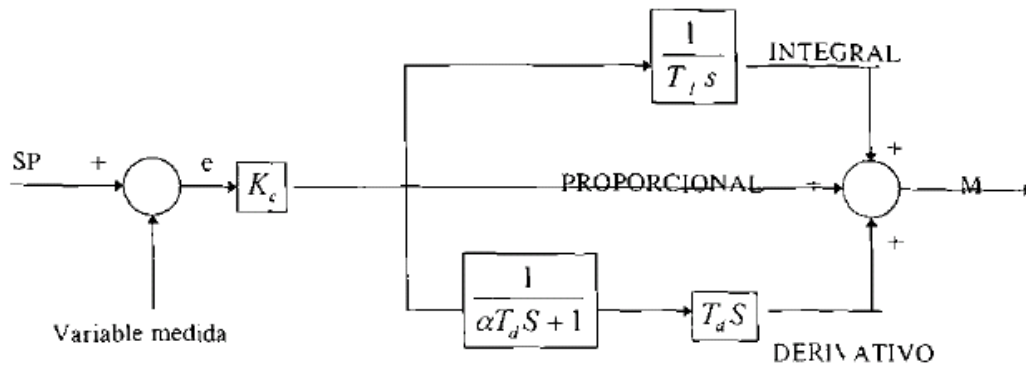 1
T_I s
INTEGRAL
+
SP + e K_c PROPORCIONAL + M
+
1
αT_d S + 1
T_d S
Variable medida
DERIVATIVO